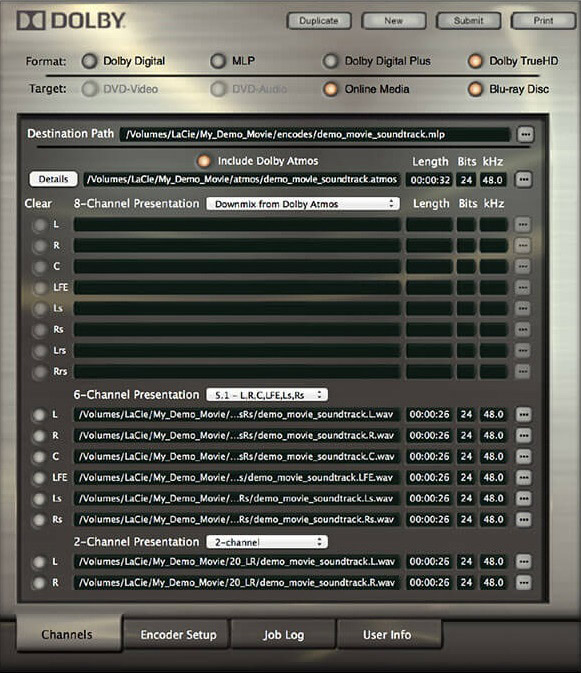 DOLBY
Duplicate New Submit Print
Format: Dolby Digital MLP Dolby Digital Plus Dolby TrueHD
Target: DVD-Video DVD-Audio Online Media Blu-ray Disc
Destination Path /Volumes/LaCie/My_Demo_Movie/encodes/demo_movie_soundtrack.mlp ...
Include Dolby Atmos Length Bits kHz
Details /Volumes/LaCie/My_Demo_Movie/atmos/demo_movie_soundtrack.atmos 00:00:32 24 48.0 ...
Clear 8-Channel Presentation Downmix from Dolby Atmos Length Bits kHz
L ...
R ...
C ...
LFE ...
Ls ...
Rs ...
Lrs ...
Rrs ...
6-Channel Presentation 5.1 - L,R,C,LFE,Ls,Rs
L /Volumes/LaCie/My_Demo_Movie/...sRs/demo_movie_soundtrack.L.wav 00:00:26 24 48.0 ...
R /Volumes/LaCie/My_Demo_Movie/...sRs/demo_movie_soundtrack.R.wav 00:00:26 24 48.0 ...
C /Volumes/LaCie/My_Demo_Movie/...sRs/demo_movie_soundtrack.C.wav 00:00:26 24 48.0 ...
LFE /Volumes/LaCie/My_Demo_Movie/...s/demo_movie_soundtrack.LFE.wav 00:00:26 24 48.0 ...
Ls /Volumes/LaCie/My_Demo_Movie/...Rs/demo_movie_soundtrack.Ls.wav 00:00:26 24 48.0 ...
Rs /Volumes/LaCie/My_Demo_Movie/...Rs/demo_movie_soundtrack.Rs.wav 00:00:26 24 48.0 ...
2-Channel Presentation 2-channel
L /Volumes/LaCie/My_Demo_Movie/20_LR/demo_movie_soundtrack.L.wav 00:00:26 24 48.0 ...
R /Volumes/LaCie/My_Demo_Movie/20_LR/demo_movie_soundtrack.R.wav 00:00:26 24 48.0 ...
Channels Encoder Setup Job Log User Info